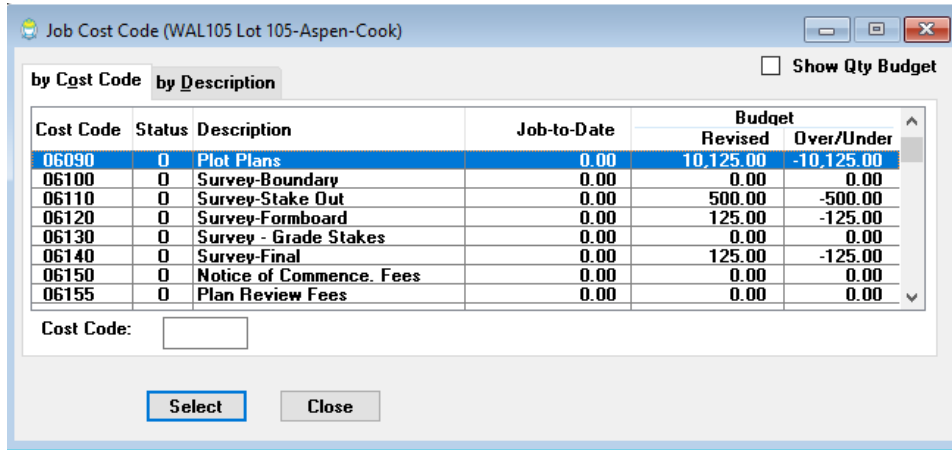 Job Cost Code (WAL105 Lot 105-Aspen-Cook)
Show Qty Budget
by Cost Code by Description
Cost Code Status Description Job-to-Date Budget Revised Over/Under
06090 O Plot Plans 0.00 10,125.00 -10,125.00
06100 O Survey-Boundary 0.00 0.00 0.00
06110 O Survey-Stake Out 0.00 500.00 -500.00
06120 O Survey-Formboard 0.00 125.00 -125.00
06130 O Survey - Grade Stakes 0.00 0.00 0.00
06140 O Survey-Final 0.00 125.00 -125.00
06150 O Notice of Commence. Fees 0.00 0.00 0.00
06155 O Plan Review Fees 0.00 0.00 0.00
Cost Code:
Select Close